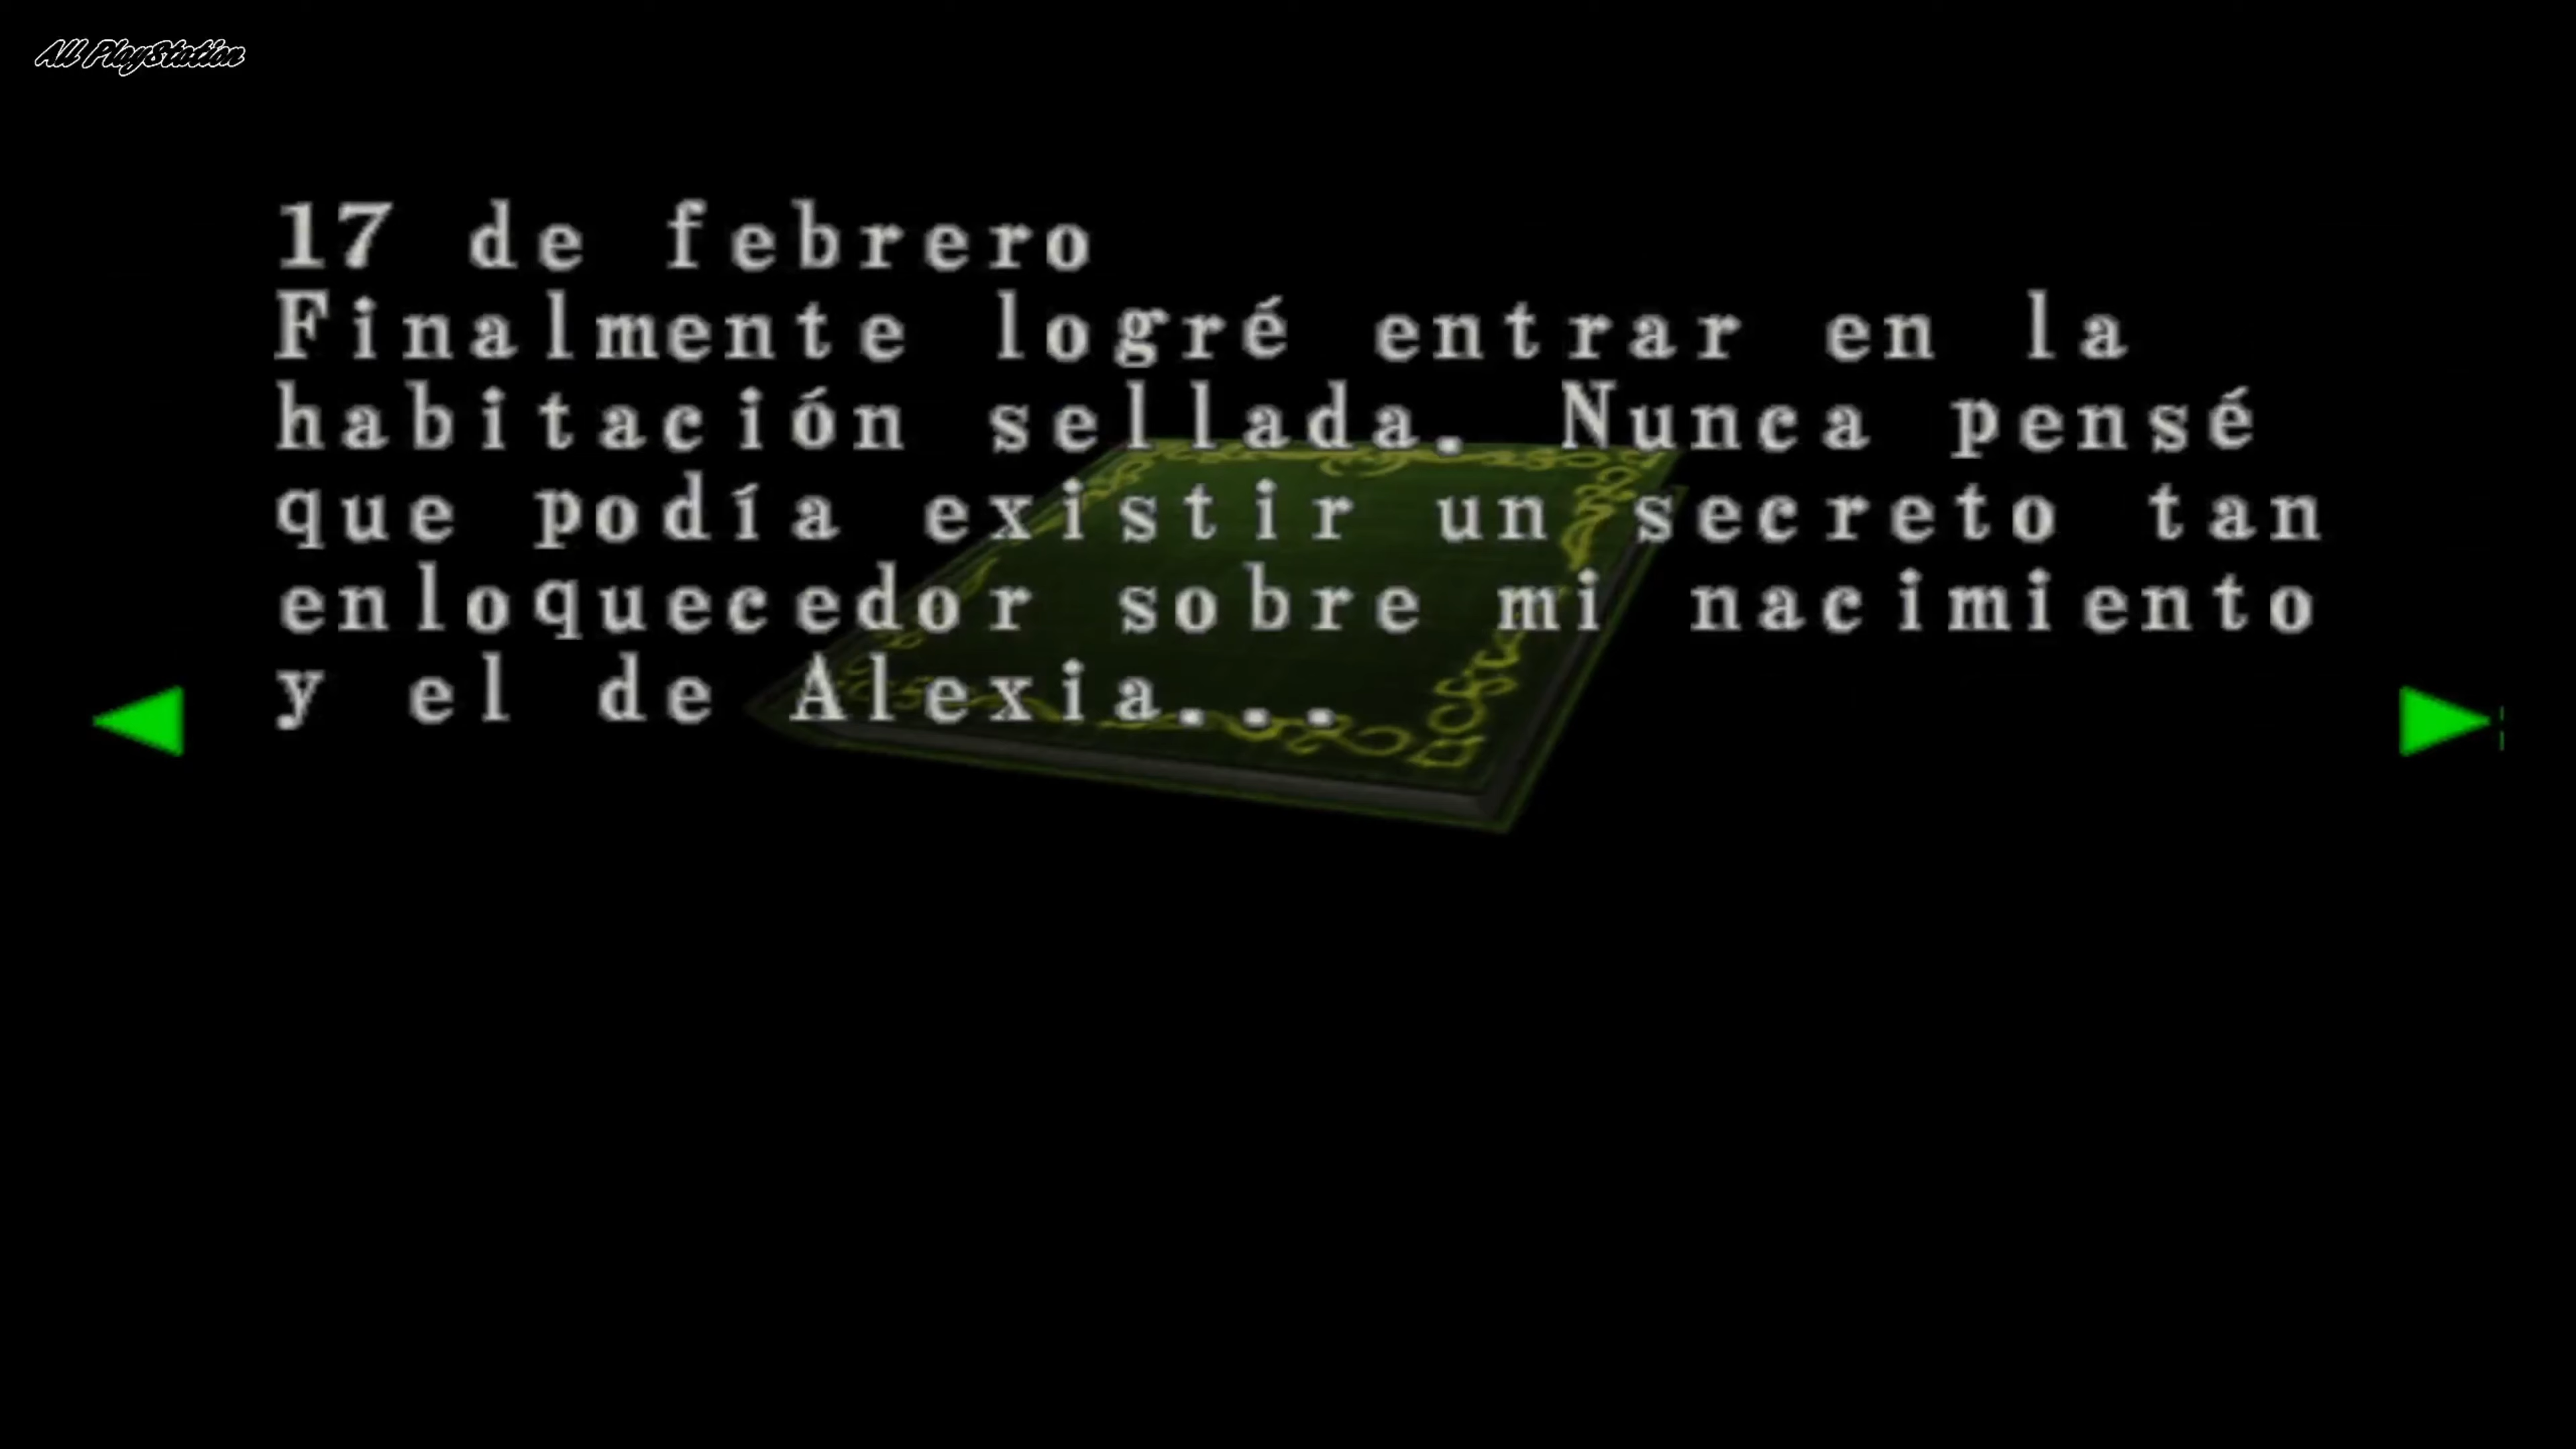 All PlayStation
17 de febrero
Finalmente logré entrar en la
habitación sellada. Nunca pensé
que podía existir un secreto tan
enloquecedor sobre mi nacimiento
y el de Alexia...